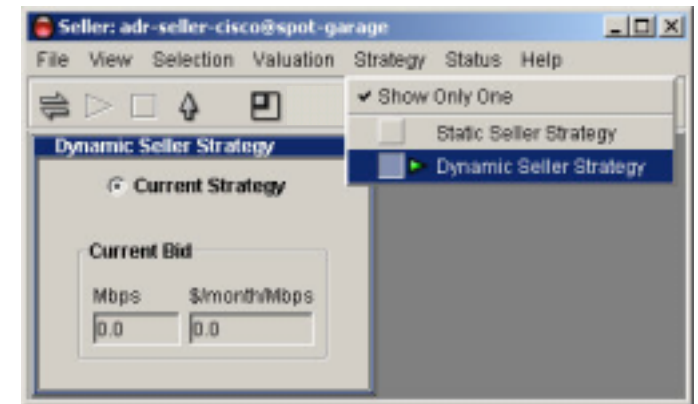 Seller: adr-seller-cisco@spot-garage
File View Selection Valuation Strategy Status Help
Show Only One
Static Seller Strategy
Dynamic Seller Strategy
Dynamic Seller Strategy
Current Strategy
Current Bid
Mbps $/month/Mbps
0.0 0.0